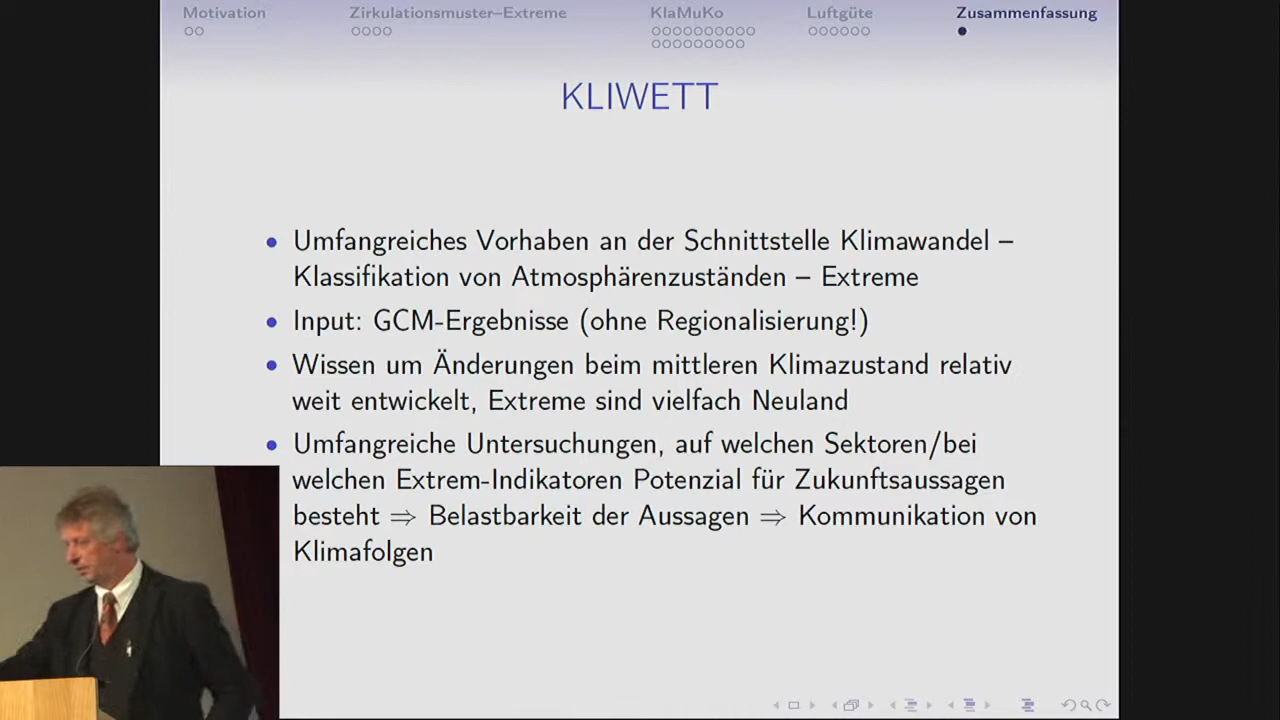 Motivation Zirkulationsmuster–Extreme KlaMuKo Luftgüte Zusammenfassung
KLIWETT
• Umfangreiches Vorhaben an der Schnittstelle Klimawandel –
Klassifikation von Atmosphärenzuständen – Extreme
• Input: GCM-Ergebnisse (ohne Regionalisierung!)
• Wissen um Änderungen beim mittleren Klimazustand relativ
weit entwickelt, Extreme sind vielfach Neuland
• Umfangreiche Untersuchungen, auf welchen Sektoren/bei
welchen Extrem-Indikatoren Potenzial für Zukunftsaussagen
besteht ⇒ Belastbarkeit der Aussagen ⇒ Kommunikation von
Klimafolgen